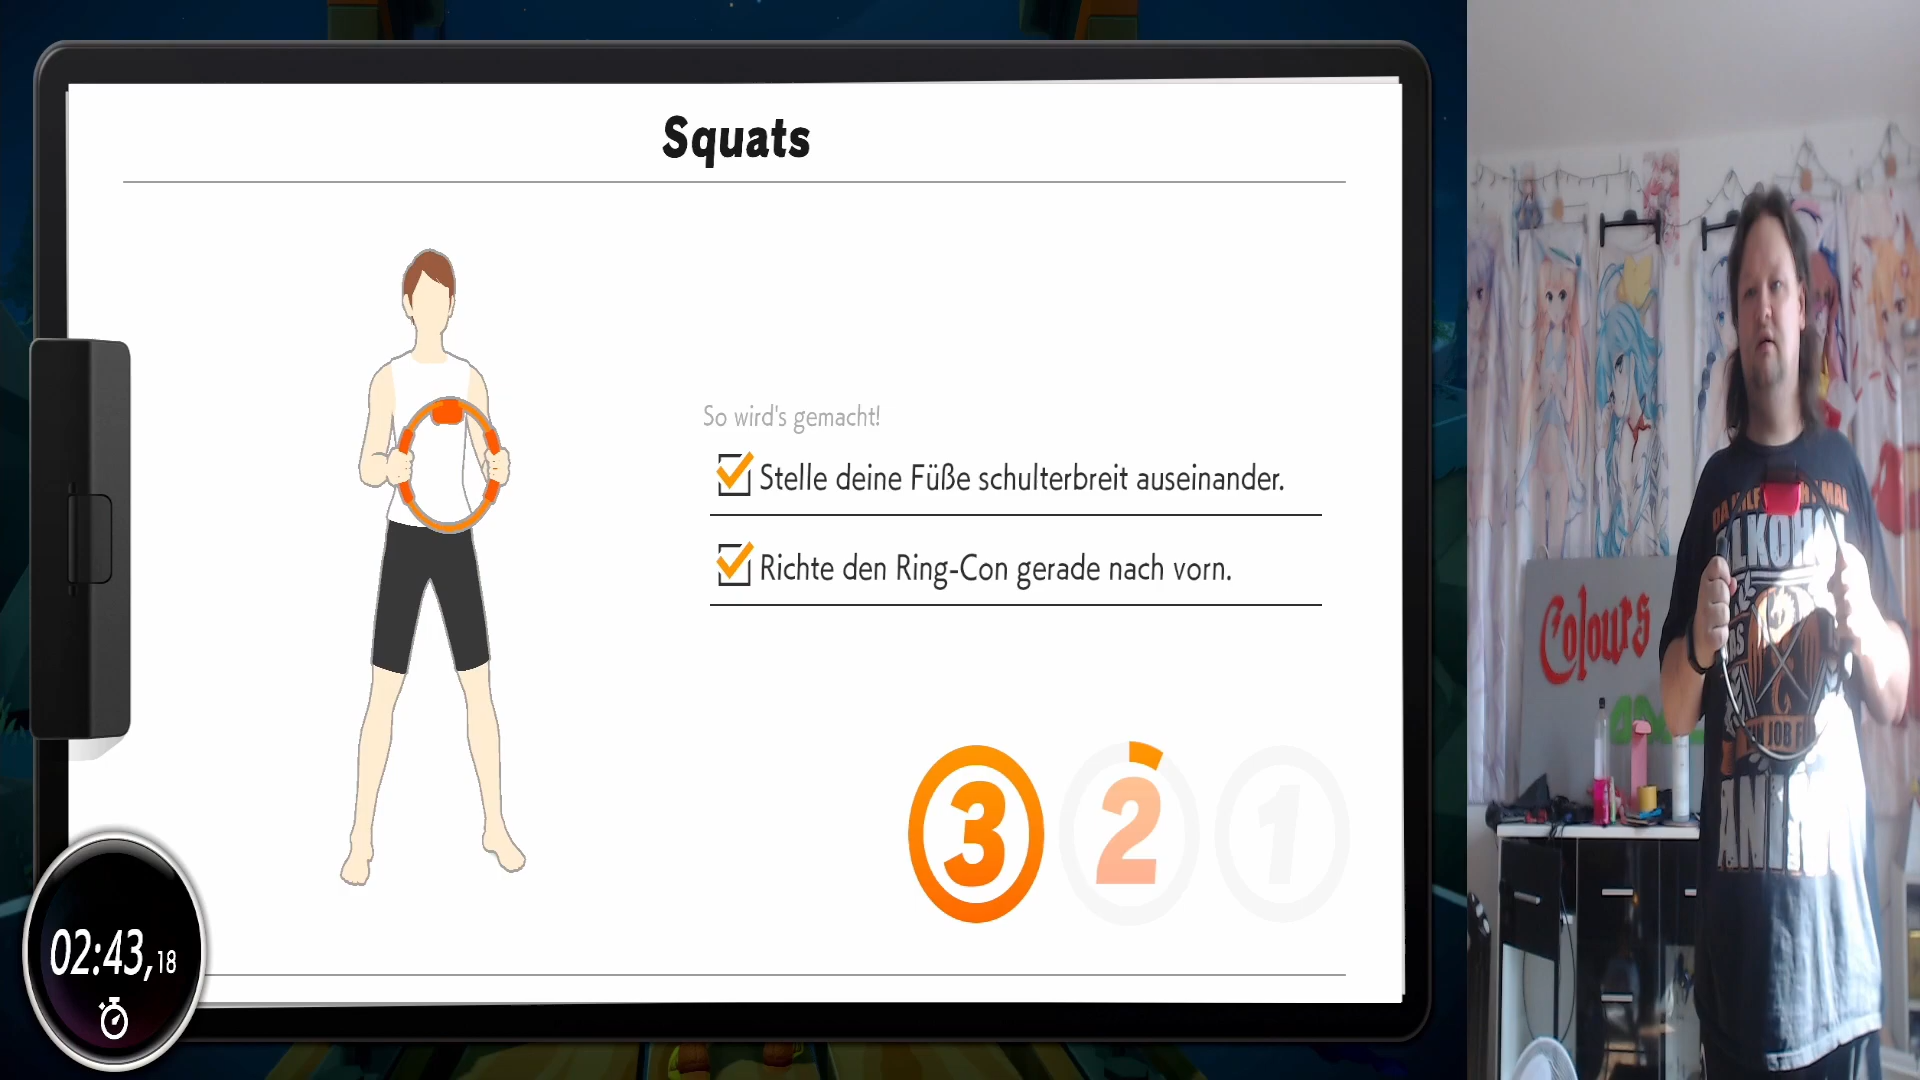 Squats
So wird's gemacht!
Stelle deine Füße schulterbreit auseinander.
Richte den Ring-Con gerade nach vorn.
3 2 1
02:43,18
Colours